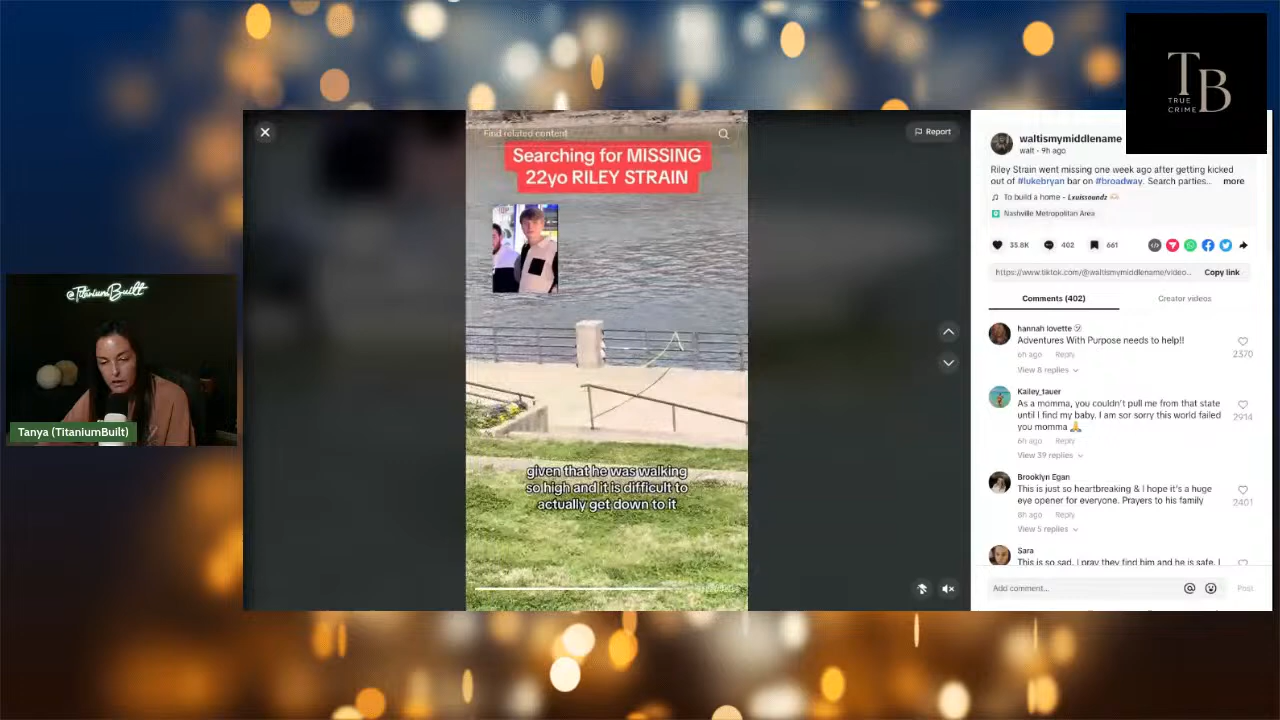 @TitaniumBuilt
Tanya (TitaniumBuilt)
Find related content
Searching for MISSING
22yo RILEY STRAIN
given that he was walking
so high and it is difficult to
actually get down to it
Report
TB
TRUE
CRIME
waltismymiddlename
walt · 9h ago
Riley Strain went missing one week ago after getting kicked
out of #lukebryan bar on #broadway. Search parties.. more
To build a home - Lxuissoundz
Nashville Metropolitan Area
35.8K 402 661
https://www.tiktok.com/@waltismymiddlename/video... Copy link
Comments (402) Creator videos
hannah lovette
Adventures With Purpose needs to help!!
6h ago Reply
2370
View 8 replies
Kailey_tauer
As a momma, you couldn't pull me from that state
until I find my baby. I am sor sorry this world failed
you momma 🙏
2914
6h ago Reply
View 39 replies
Brooklyn Egan
This is just so heartbreaking & I hope it's a huge
eye opener for everyone. Prayers to his family
2401
8h ago Reply
View 5 replies
Sara
This is so sad. I pray they find him and he is safe. I
Add comment... Post